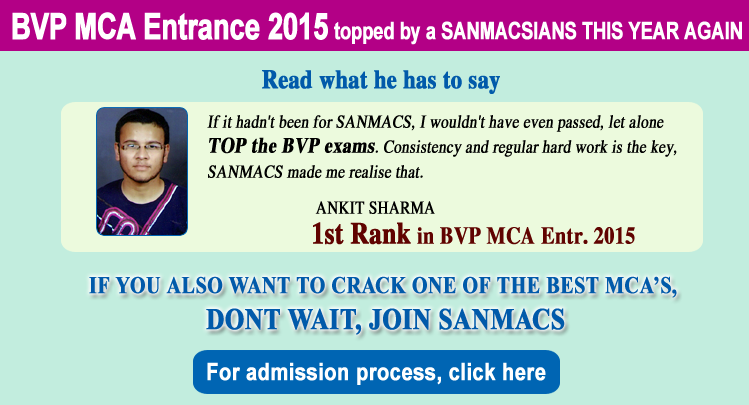 BVP MCA Entrance 2015 topped by a SANMACSIANS THIS YEAR AGAIN
Read what he has to say
If it hadn't been for SANMACS, I wouldn't have even passed, let alone
TOP the BVP exams. Consistency and regular hard work is the key,
SANMACS made me realise that.
ANKIT SHARMA
1st Rank in BVP MCA Entr. 2015
IF YOU ALSO WANT TO CRACK ONE OF THE BEST MCA'S,
DONT WAIT, JOIN SANMACS
For admission process, click here